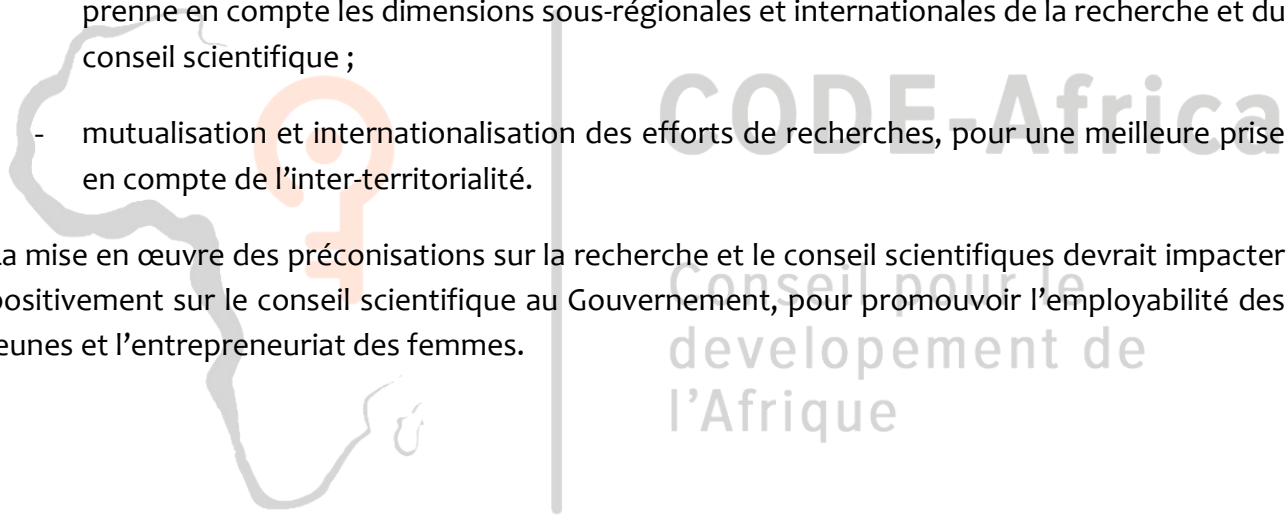 prenne en compte les dimensions sous-régionales et internationales de la recherche et du
conseil scientifique ;
CODE-Africa
- mutualisation et internationalisation des efforts de recherches, pour une meilleure prise
en compte de l’inter-territorialité.
La mise en œuvre des préconisations sur la recherche et le conseil scientifiques devrait impacter
positivement sur le conseil scientifique au Gouvernement, pour promouvoir l’employabilité des
jeunes et l’entrepreneuriat des femmes.
Conseil pour le
developement de
l’Afrique